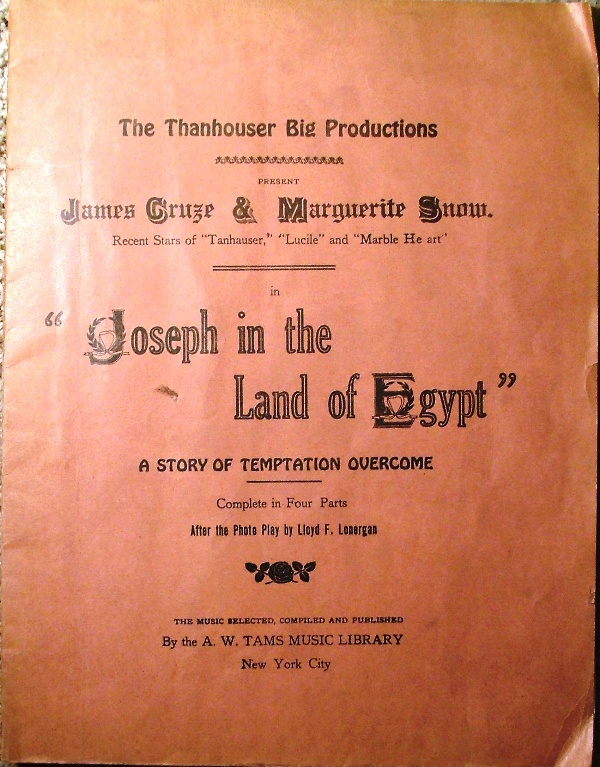 The Thanhouser Big Productions
PRESENT
James Cruze & Marguerite Snow.
Recent Stars of "Tanhauser," "Lucile" and "Marble He art"
in
"Joseph in the
Land of Egypt"
A STORY OF TEMPTATION OVERCOME
Complete in Four Parts
After the Photo Play by Lloyd F. Lonergan
THE MUSIC SELECTED, COMPILED AND PUBLISHED
By the A. W. TAMS MUSIC LIBRARY
New York City